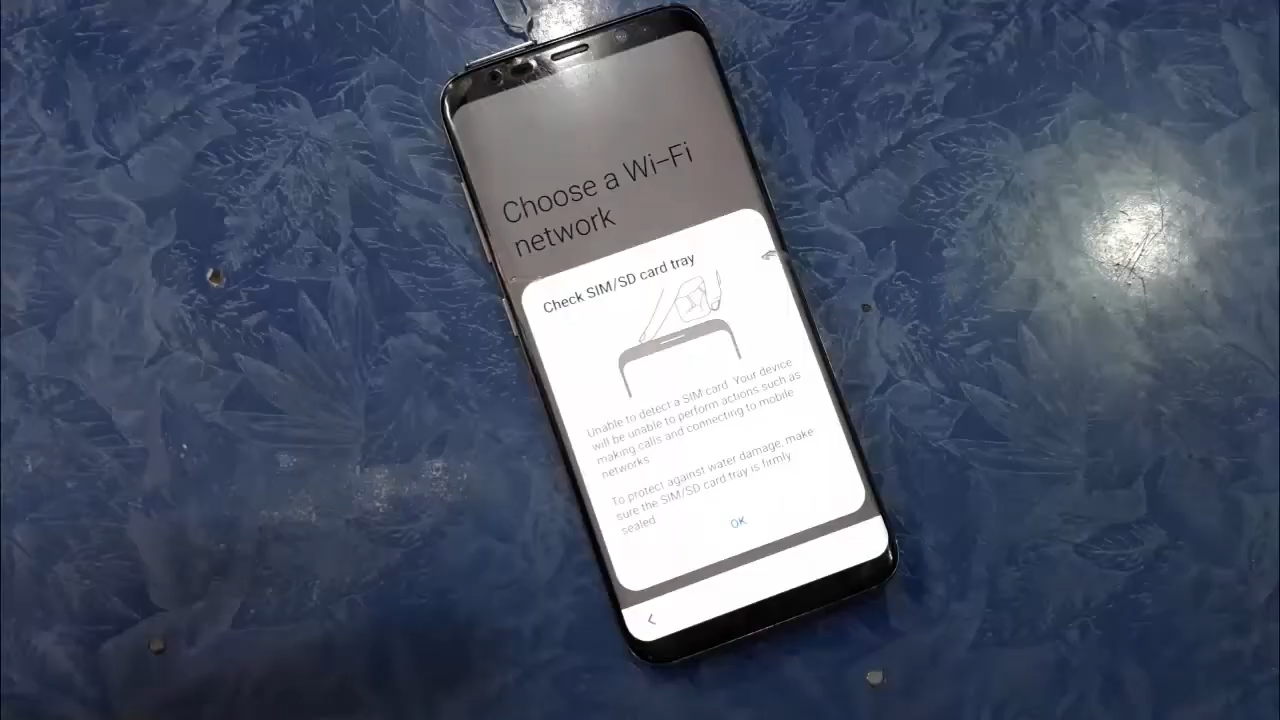 Choose a Wi-Fi
network
Check SIM/SD card tray
Unable to detect a SIM card. Your device
will be unable to perform actions such as
making calls and connecting to mobile
networks.
To protect against water damage, make
sure the SIM/SD card tray is firmly
sealed.
OK